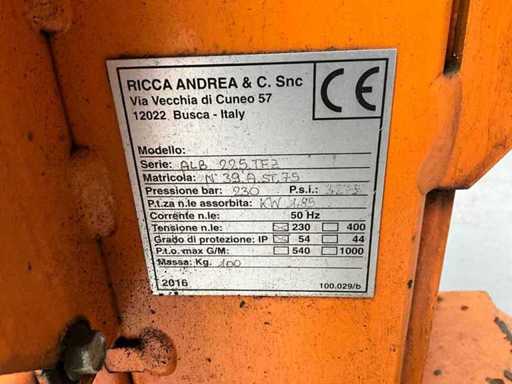 RICCA ANDREA & C. Snc
Via Vecchia di Cuneo 57
12022 Busca - Italy
CE
Modello:
Serie: ALB 225 TE2
Matricola: N° 39 A ST 75
Pressione bar: 230 P.s.i.:
P.t.za n.le assorbita: KW 1.85
Corrente n.le: 50 Hz
Tensione n.le: 230 400
Grado di protezione: IP 54 44
P.t.o. max G/M: 540 1000
Massa: Kg. 100
2016 100.029/b